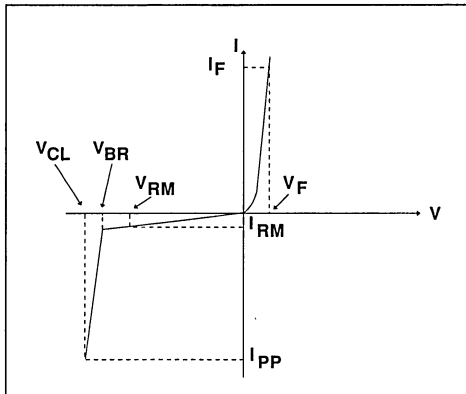 I
I_F
V_CL
V_BR
V_RM
V_F
V
I_RM
I_PP